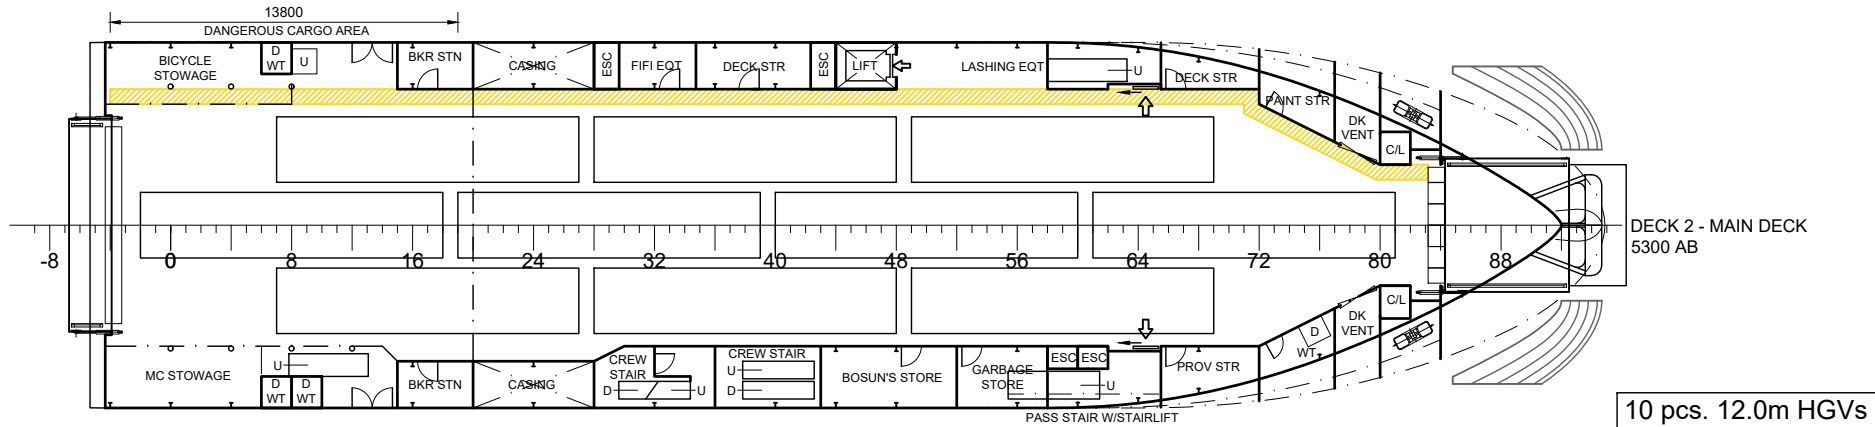 13800
DANGEROUS CARGO AREA
BICYCLE
STOWAGE
D
WT
U
BKR STN
CASING
ESC
FIFI EQT
DECK STR
ESC
LIFT
LASHING EQT
U
DECK STR
PAINT STR
DK
VENT
C/L
-8
0
8
16
24
32
40
48
56
64
72
80
88
DECK 2 - MAIN DECK
5300 AB
MC STOWAGE
U
D
WT
D
WT
BKR STN
CASING
CREW
STAIR
D
U
CREW STAIR
U
D
BOSUN'S STORE
GARBAGE
STORE
ESC
ESC
U
PASS STAIR W/STAIRLIFT
PROV STR
D
WT
DK
VENT
C/L
10 pcs. 12.0m HGVs